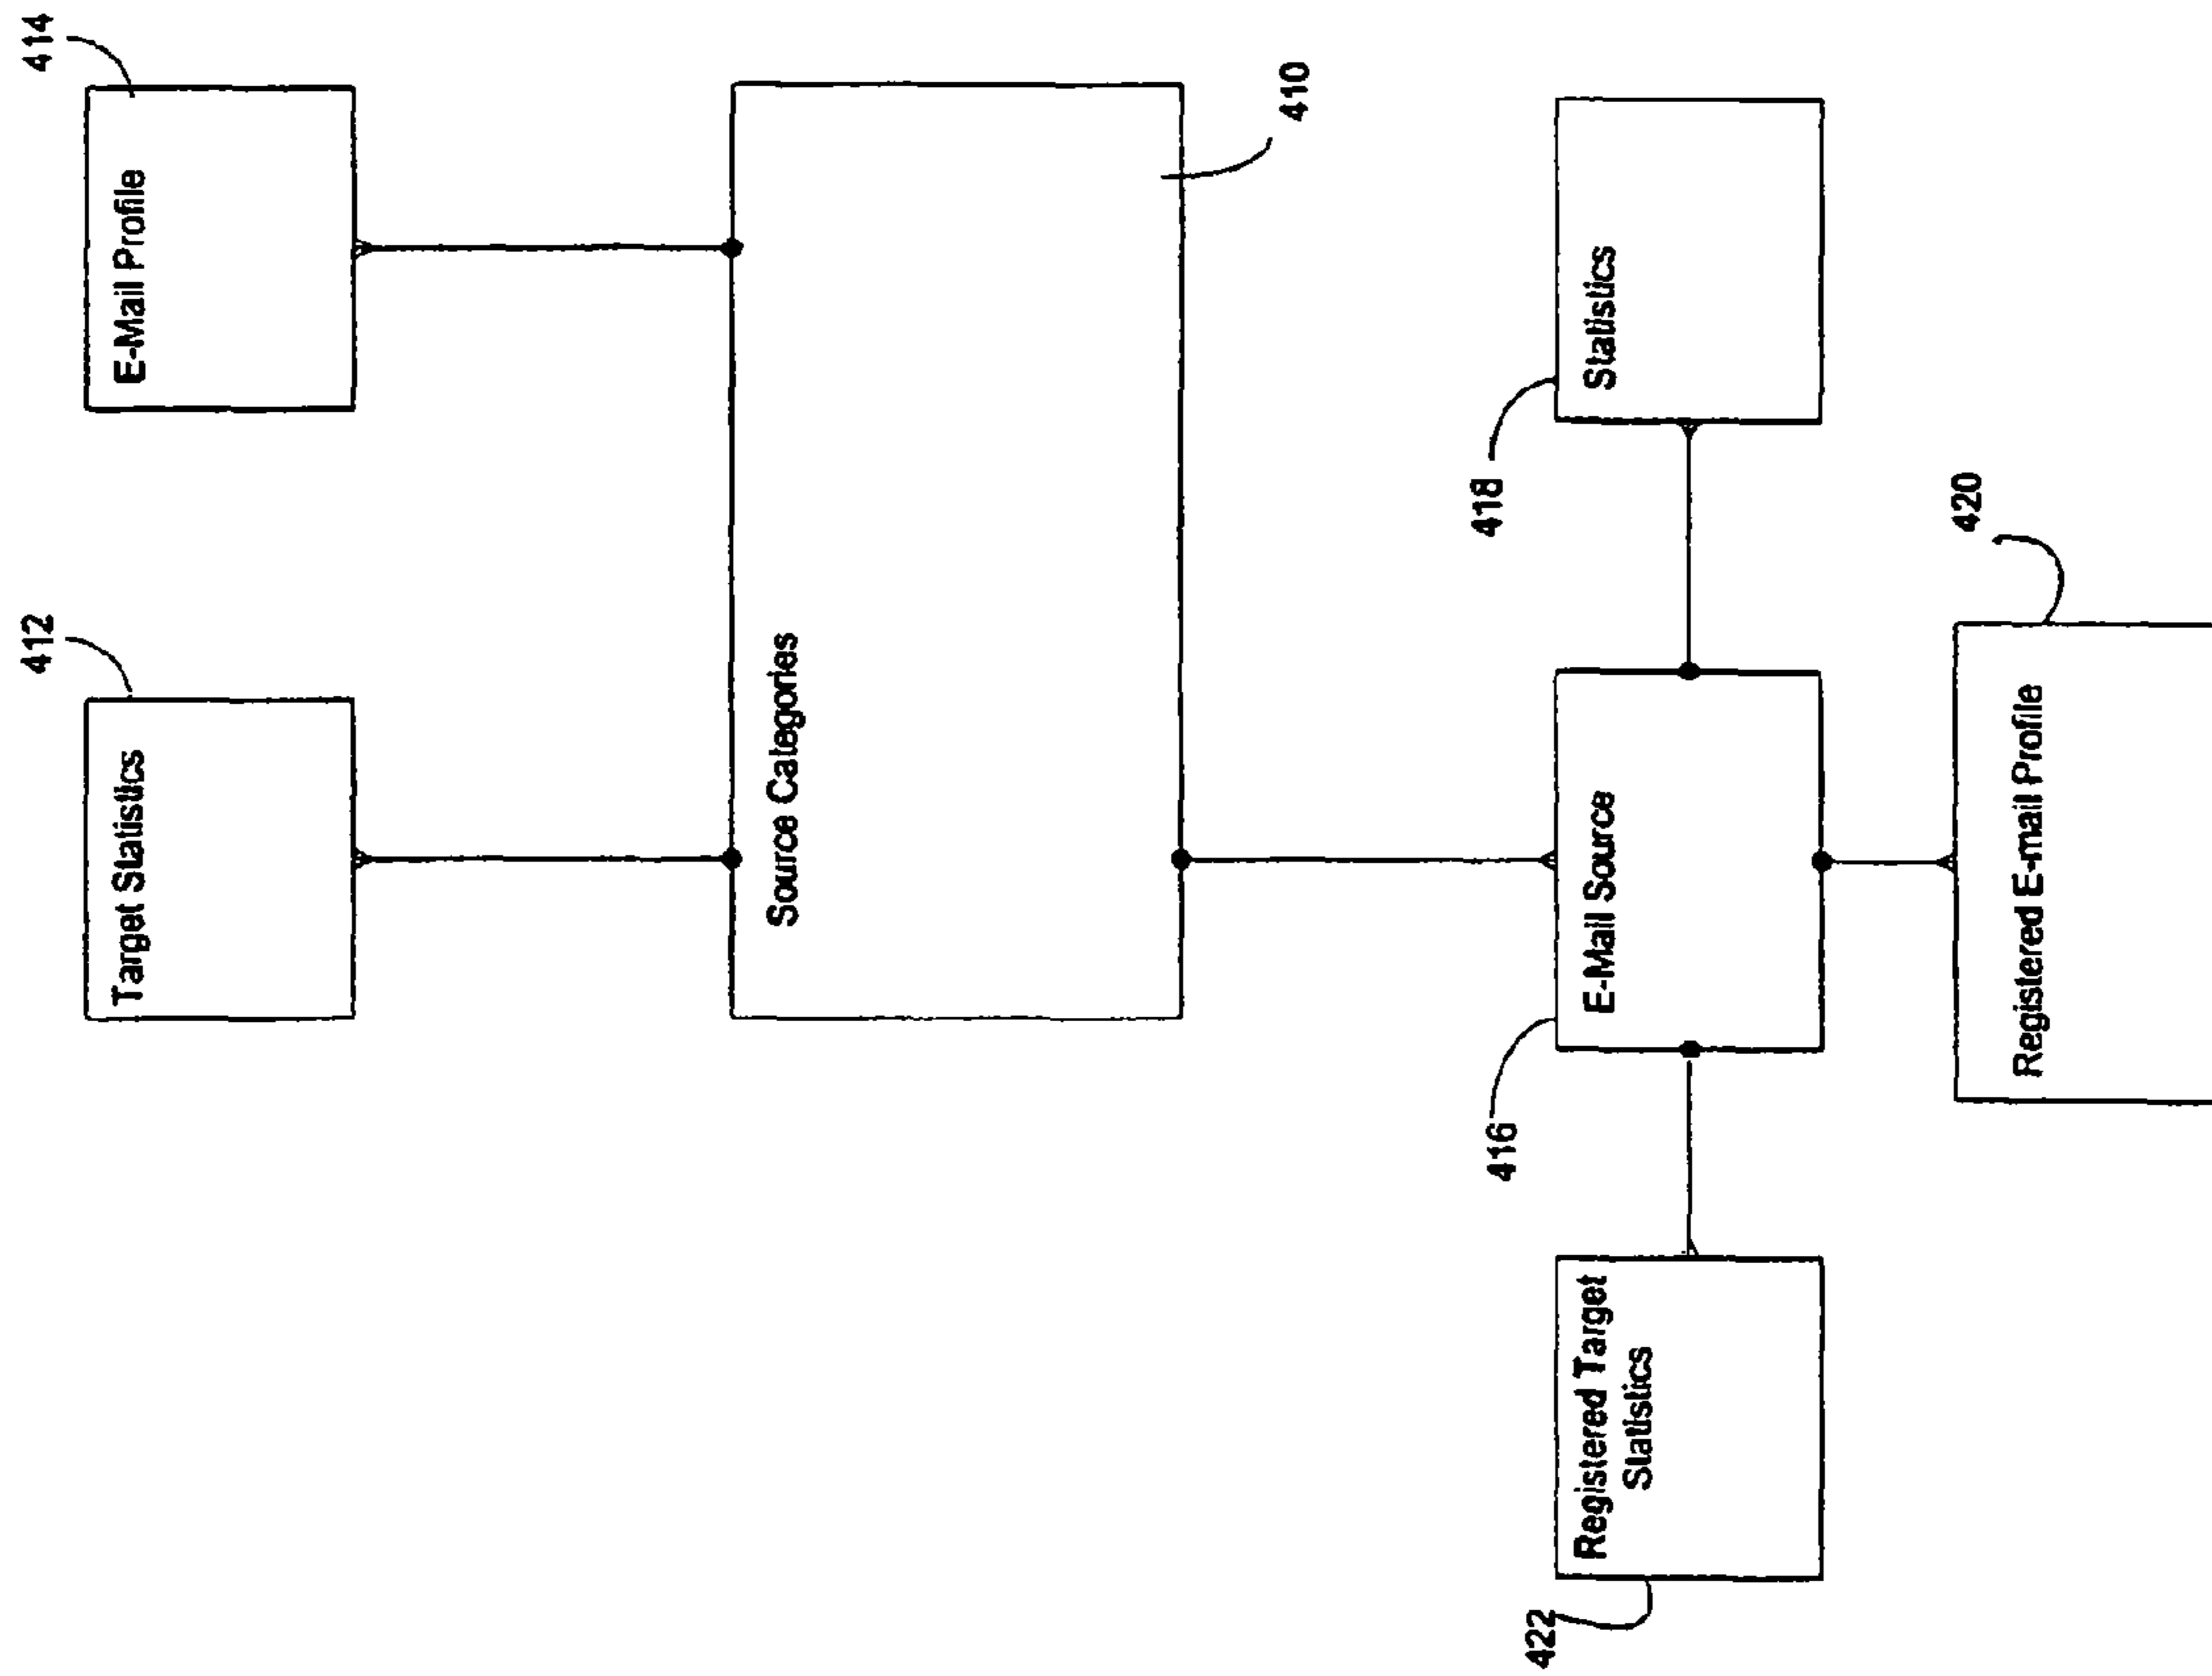 412
414
Target Statistics
E-Mail Profile
Source Categories
410
416
418
422
Registered Target
Statistics
E-Mail Source
Statistics
420
Registered E-mail Profile